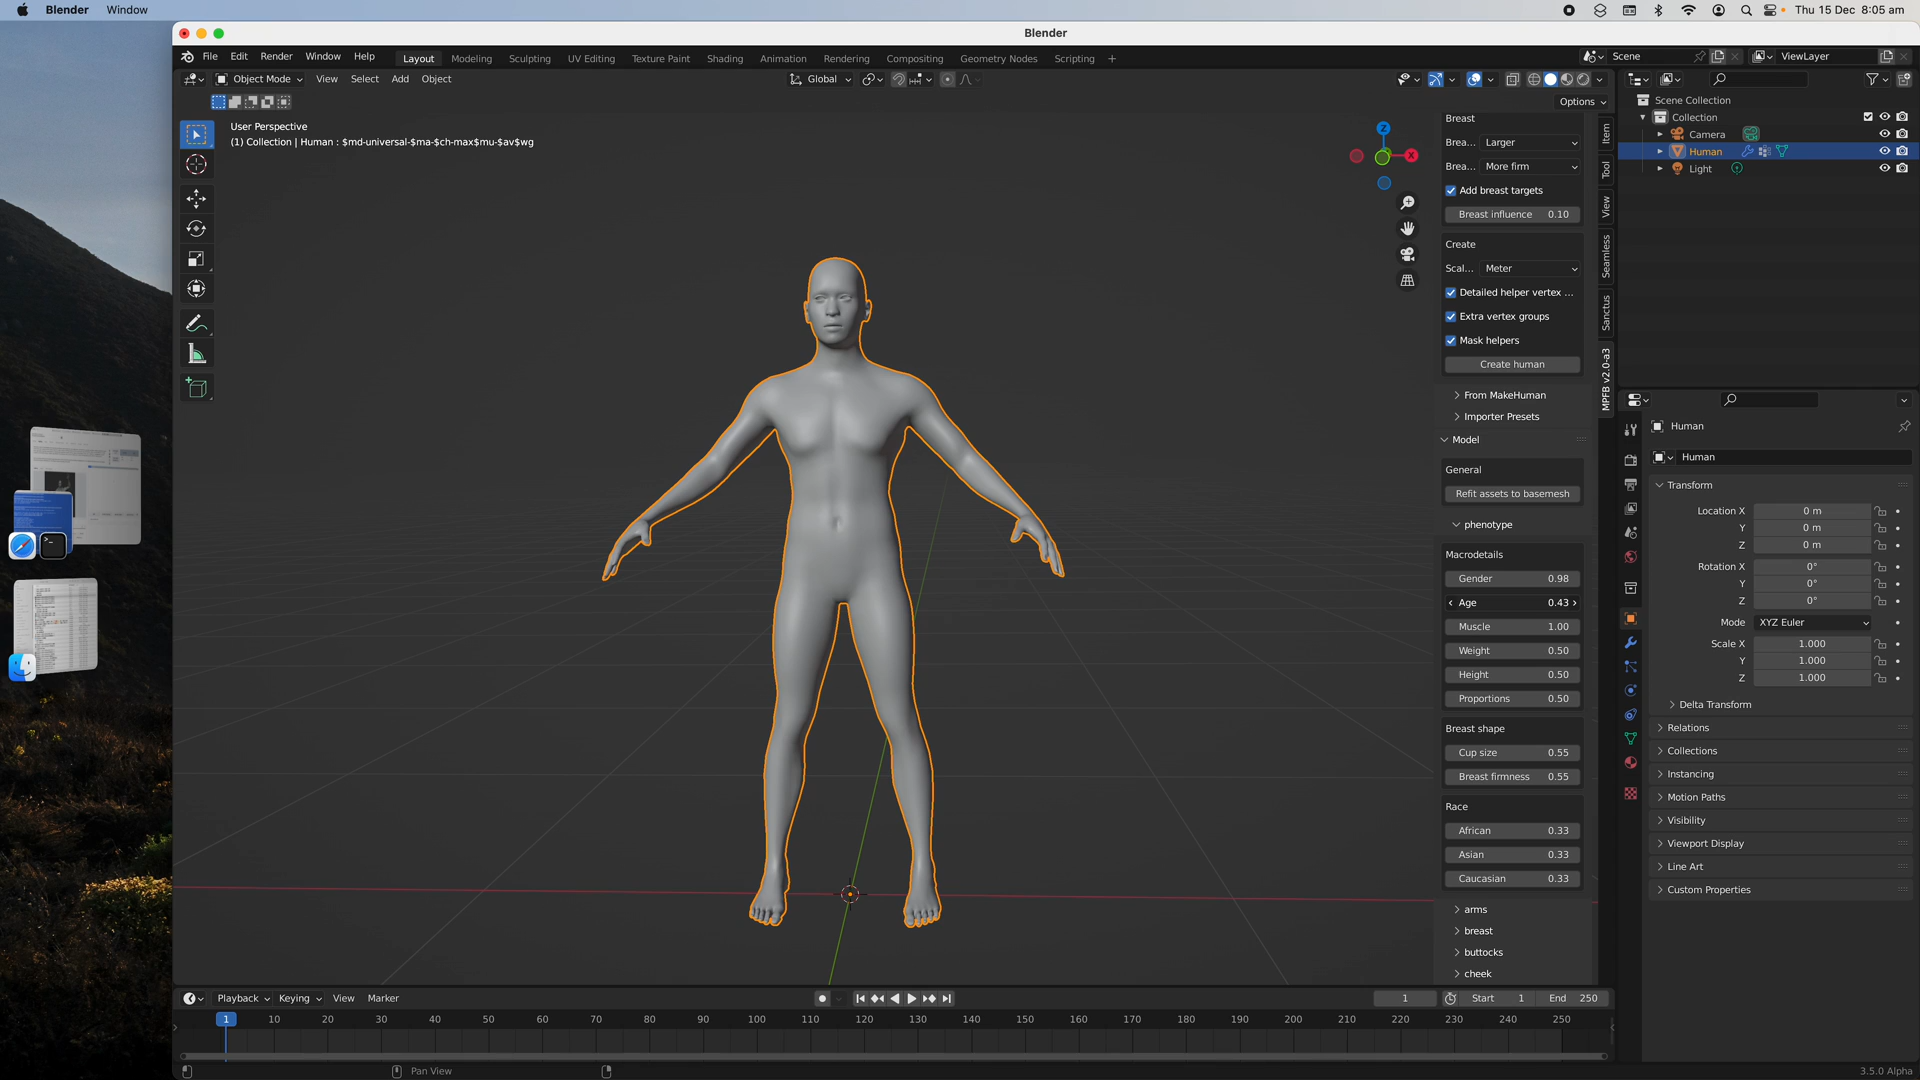 Blender Window
Thu 15 Dec 8:05 am
Blender
File Edit Render Window Help
Layout Modeling Sculpting UV Editing Texture Paint Shading Animation Rendering Compositing Geometry Nodes Scripting +
Scene
ViewLayer
Object Mode View Select Add Object
Global
Options
User Perspective
(1) Collection | Human : $md-universal-$ma-$ch-max$mu-$av$wg
Z
X
Breast
Brea... Larger
Brea... More firm
Add breast targets
Breast influence 0.10
Create
Scal... Meter
Detailed helper vertex ...
Extra vertex groups
Mask helpers
Create human
From MakeHuman
Importer Presets
Model
General
Refit assets to basemesh
phenotype
Macrodetails
Gender 0.98
Age 0.43
Muscle 1.00
Weight 0.50
Height 0.50
Proportions 0.50
Breast shape
Cup size 0.55
Breast firmness 0.55
Race
African 0.33
Asian 0.33
Caucasian 0.33
arms
breast
buttocks
cheek
Item
Tool
View
Seamless
Sanctus
MPFB v2.0-a3
Scene Collection
Collection
Camera
Human
Light
Human
Human
Transform
Location X 0 m
Y 0 m
Z 0 m
Rotation X 0°
Y 0°
Z 0°
Mode XYZ Euler
Scale X 1.000
Y 1.000
Z 1.000
Delta Transform
Relations
Collections
Instancing
Motion Paths
Visibility
Viewport Display
Line Art
Custom Properties
Playback Keying View Marker
1
Start 1
End 250
1 10 20 30 40 50 60 70 80 90 100 110 120 130 140 150 160 170 180 190 200 210 220 230 240 250
Pan View
3.5.0 Alpha